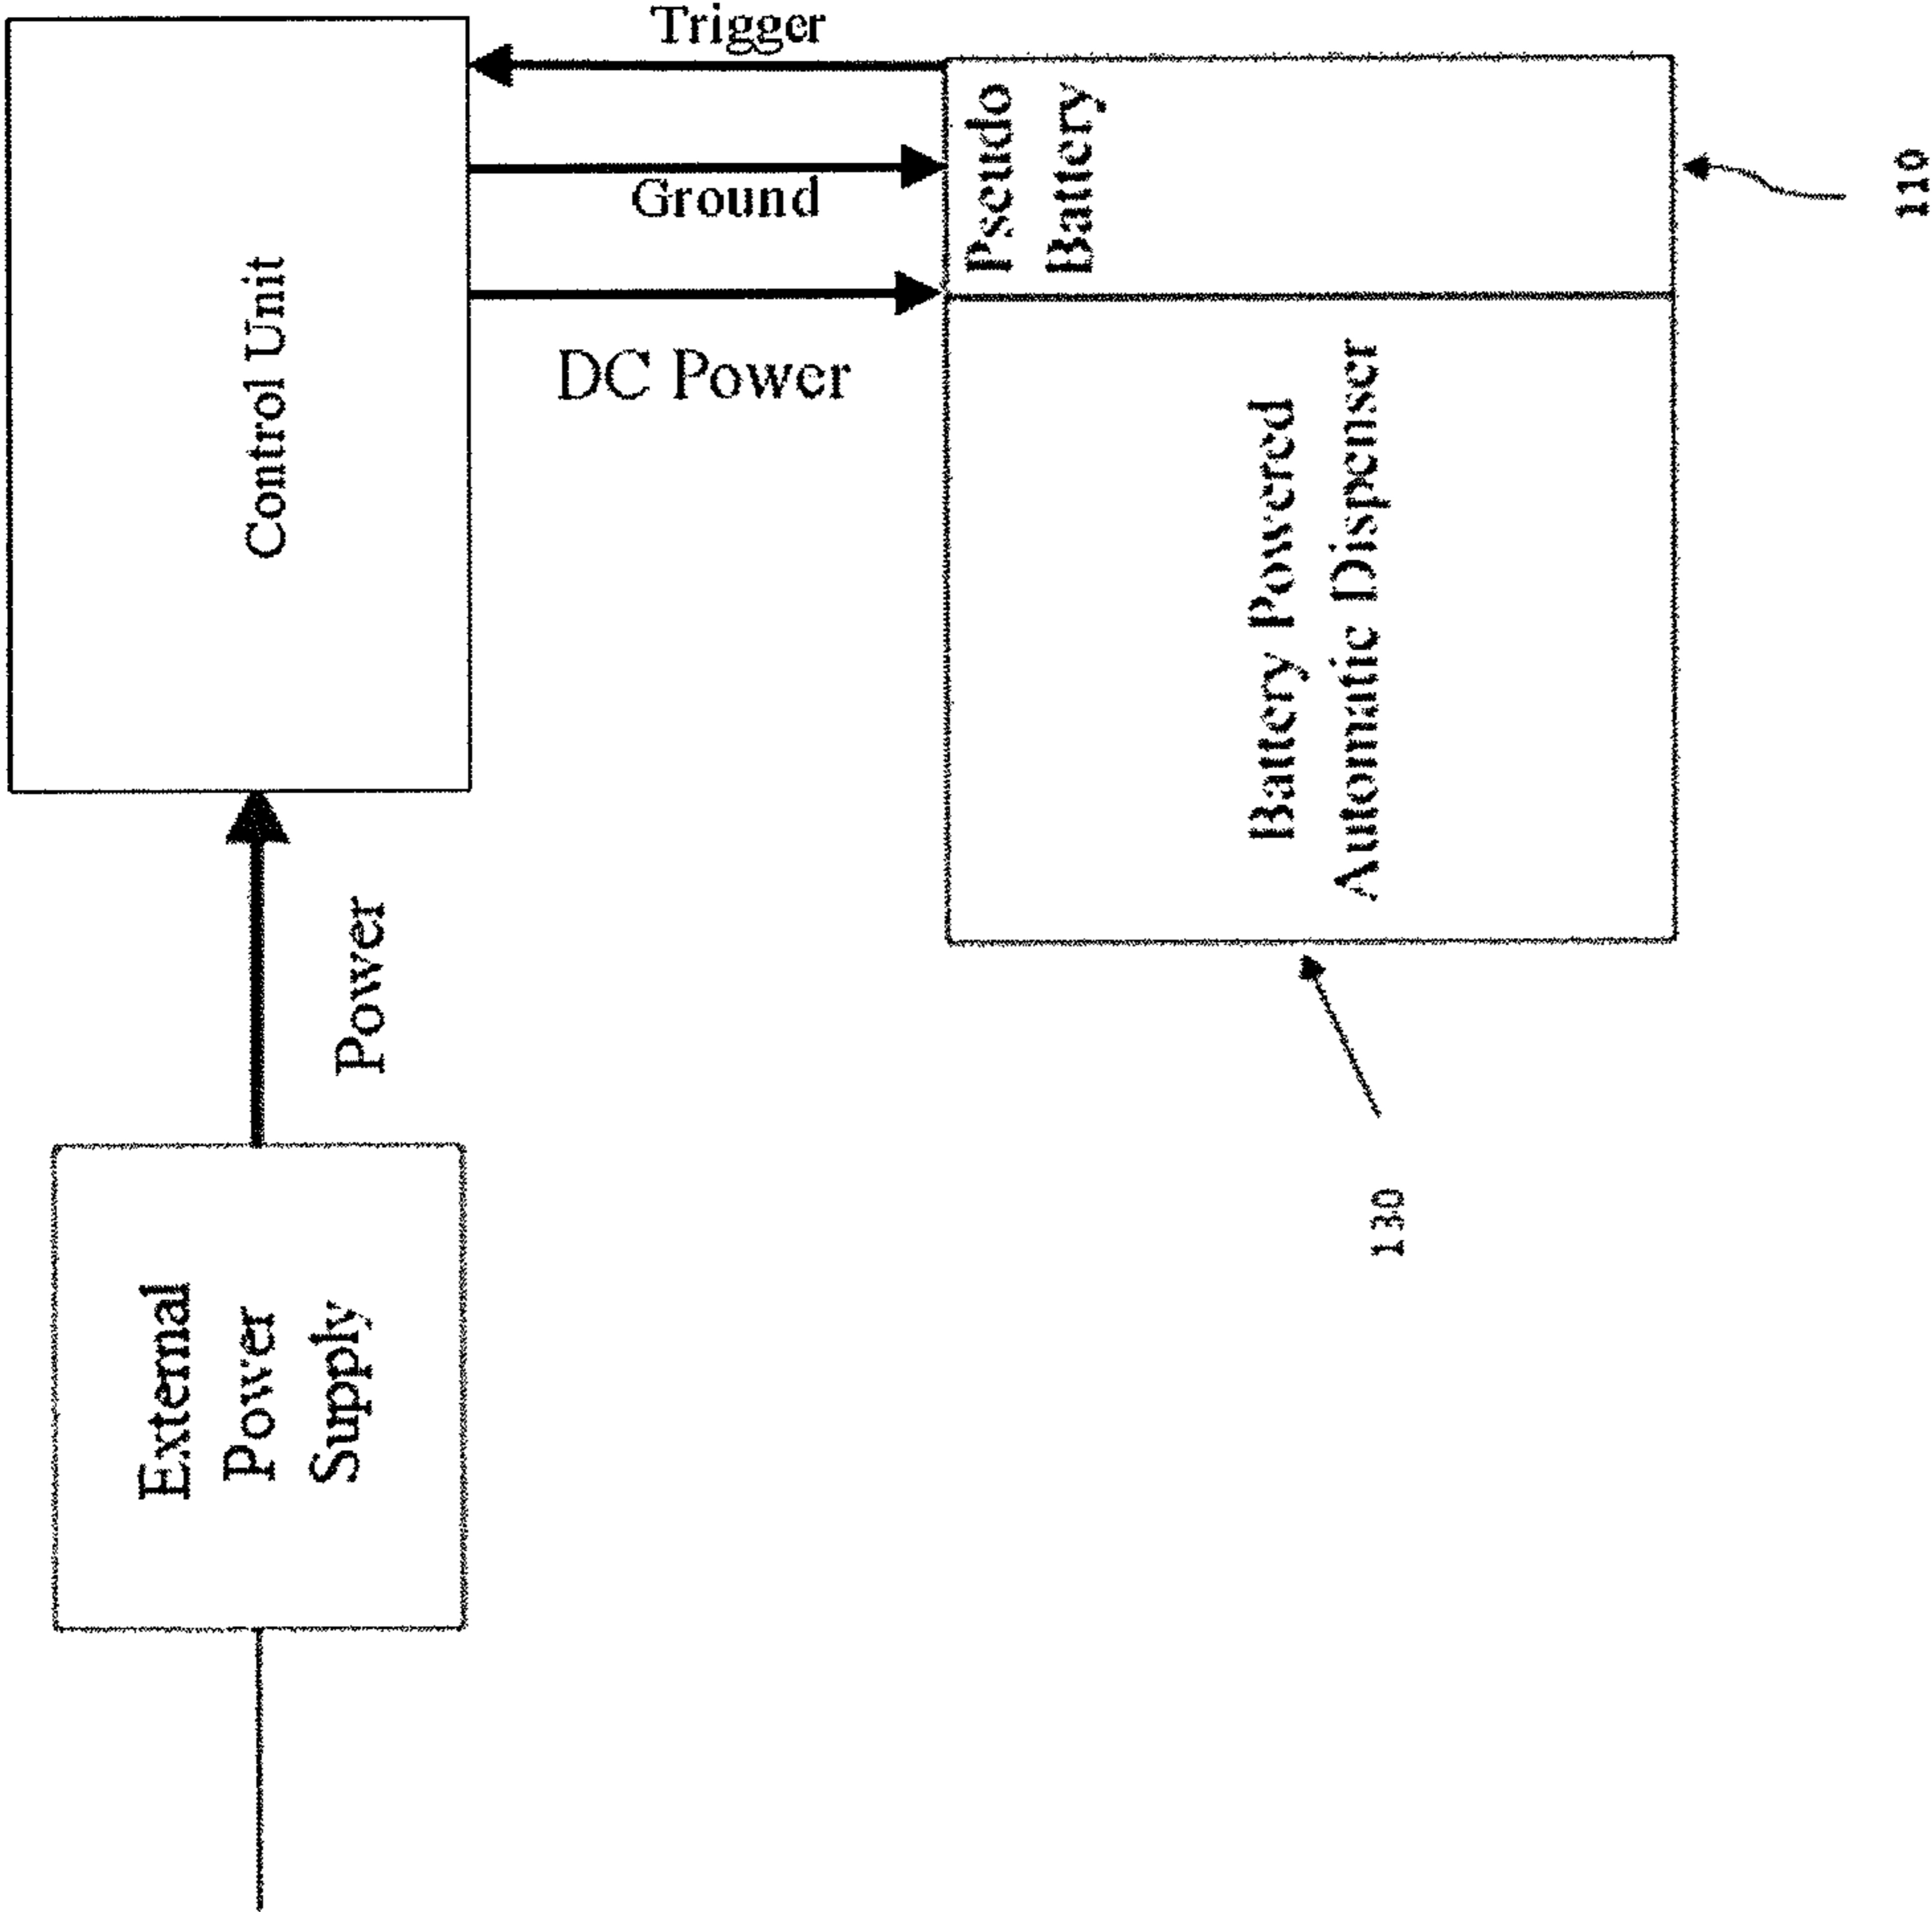 Trigger
Ground
DC Power
Control Unit
Pseudo
Battery
110
Battery Powered
Automatic Dispenser
130
Power
External
Power
Supply